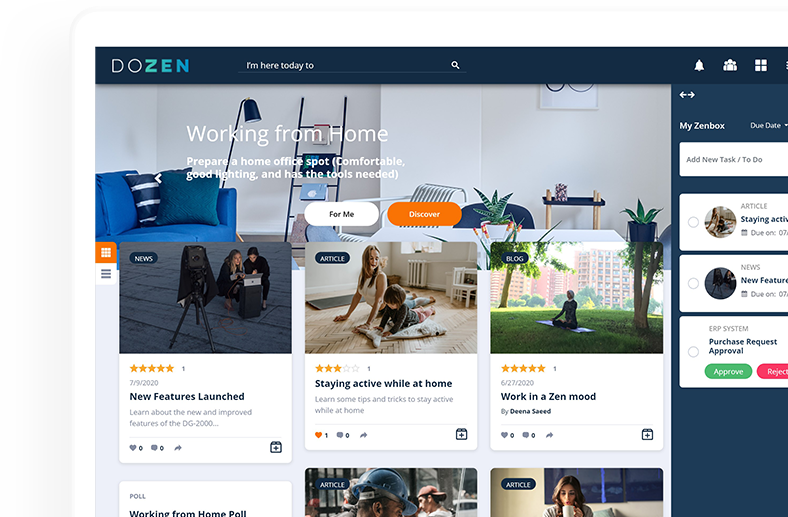 DOZEN
I'm here today to
Working from Home
Prepare a home office spot (Comfortable,
good lighting, and has the tools needed)
For Me
Discover
NEWS
1
7/9/2020
New Features Launched
Learn about the new and improved
features of the DG-2000...
0 0
ARTICLE
1
Staying active while at home
Learn some tips and tricks to stay active
while at home
1 0
BLOG
1
6/27/2020
Work in a Zen mood
By Deena Saeed
0 0
POLL
Working from Home Poll
ARTICLE
ARTICLE
My Zenbox
Due Date
Add New Task / To Do
ARTICLE
Staying
Due on: 07/
NEWS
New Feature
Due on: 07/
ERP SYSTEM
Purchase Request
Approval
Approve
Reject